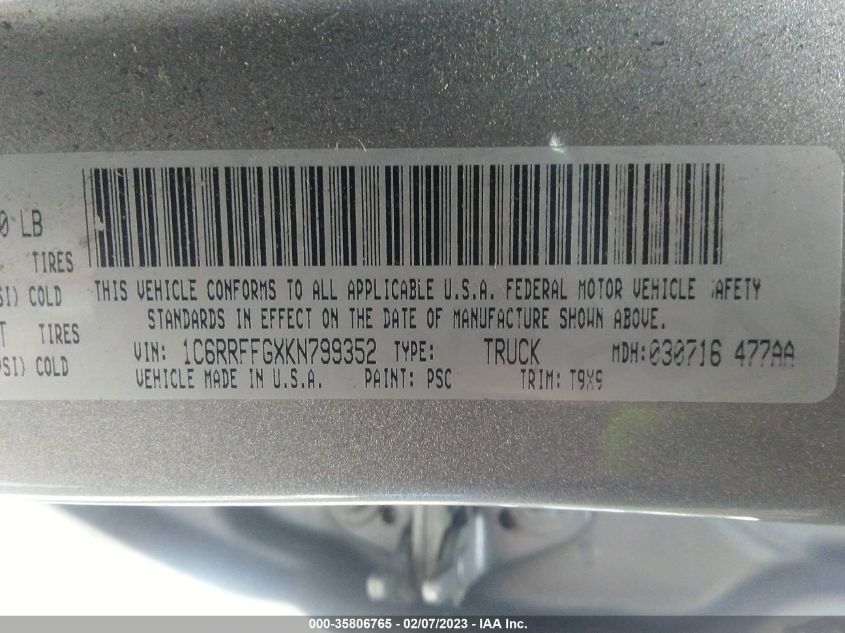 0 LB
TIRES
SI) COLD
T TIRES
PSI) COLD
THIS VEHICLE CONFORMS TO ALL APPLICABLE U.S.A. FEDERAL MOTOR VEHICLE AFETY
STANDARDS IN EFFECT ON THE DATE OF MANUFACTURE SHOWN ABOVE.
VIN: 1C6RRFFGXKN799352 TYPE: TRUCK MDH:030716 477AA
VEHICLE MADE IN U.S.A. PAINT: PSC TRIM: T9X9
000-35806765 - 02/07/2023 - IAA Inc.